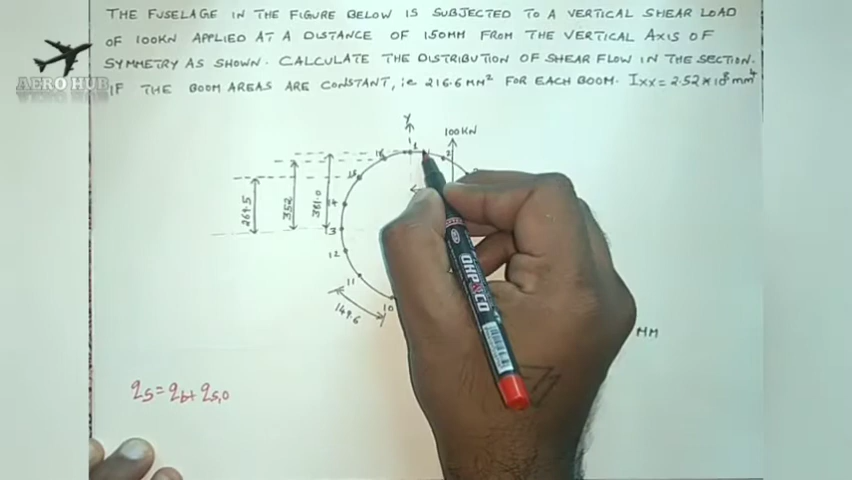 THE FUSELAGE IN THE FIGURE BELOW IS SUBJECTED TO A VERTICAL SHEAR LOAD
OF 100KN APPLIED AT A DISTANCE OF 150MM FROM THE VERTICAL AXIS OF
SYMMETRY AS SHOWN. CALCULATE THE DISTRIBUTION OF SHEAR FLOW IN THE SECTION.
IF THE BOOM AREAS ARE CONSTANT, ie 216.6 MM² FOR EACH BOOM. Ixx = 2.52*10⁸ mm⁴
AERO HUB
Y
100KN
1
2
16
15
14
13
12
11
10
269.5
352
381.0
149.6
MM
qs = qb + qs,0
OHP&CO